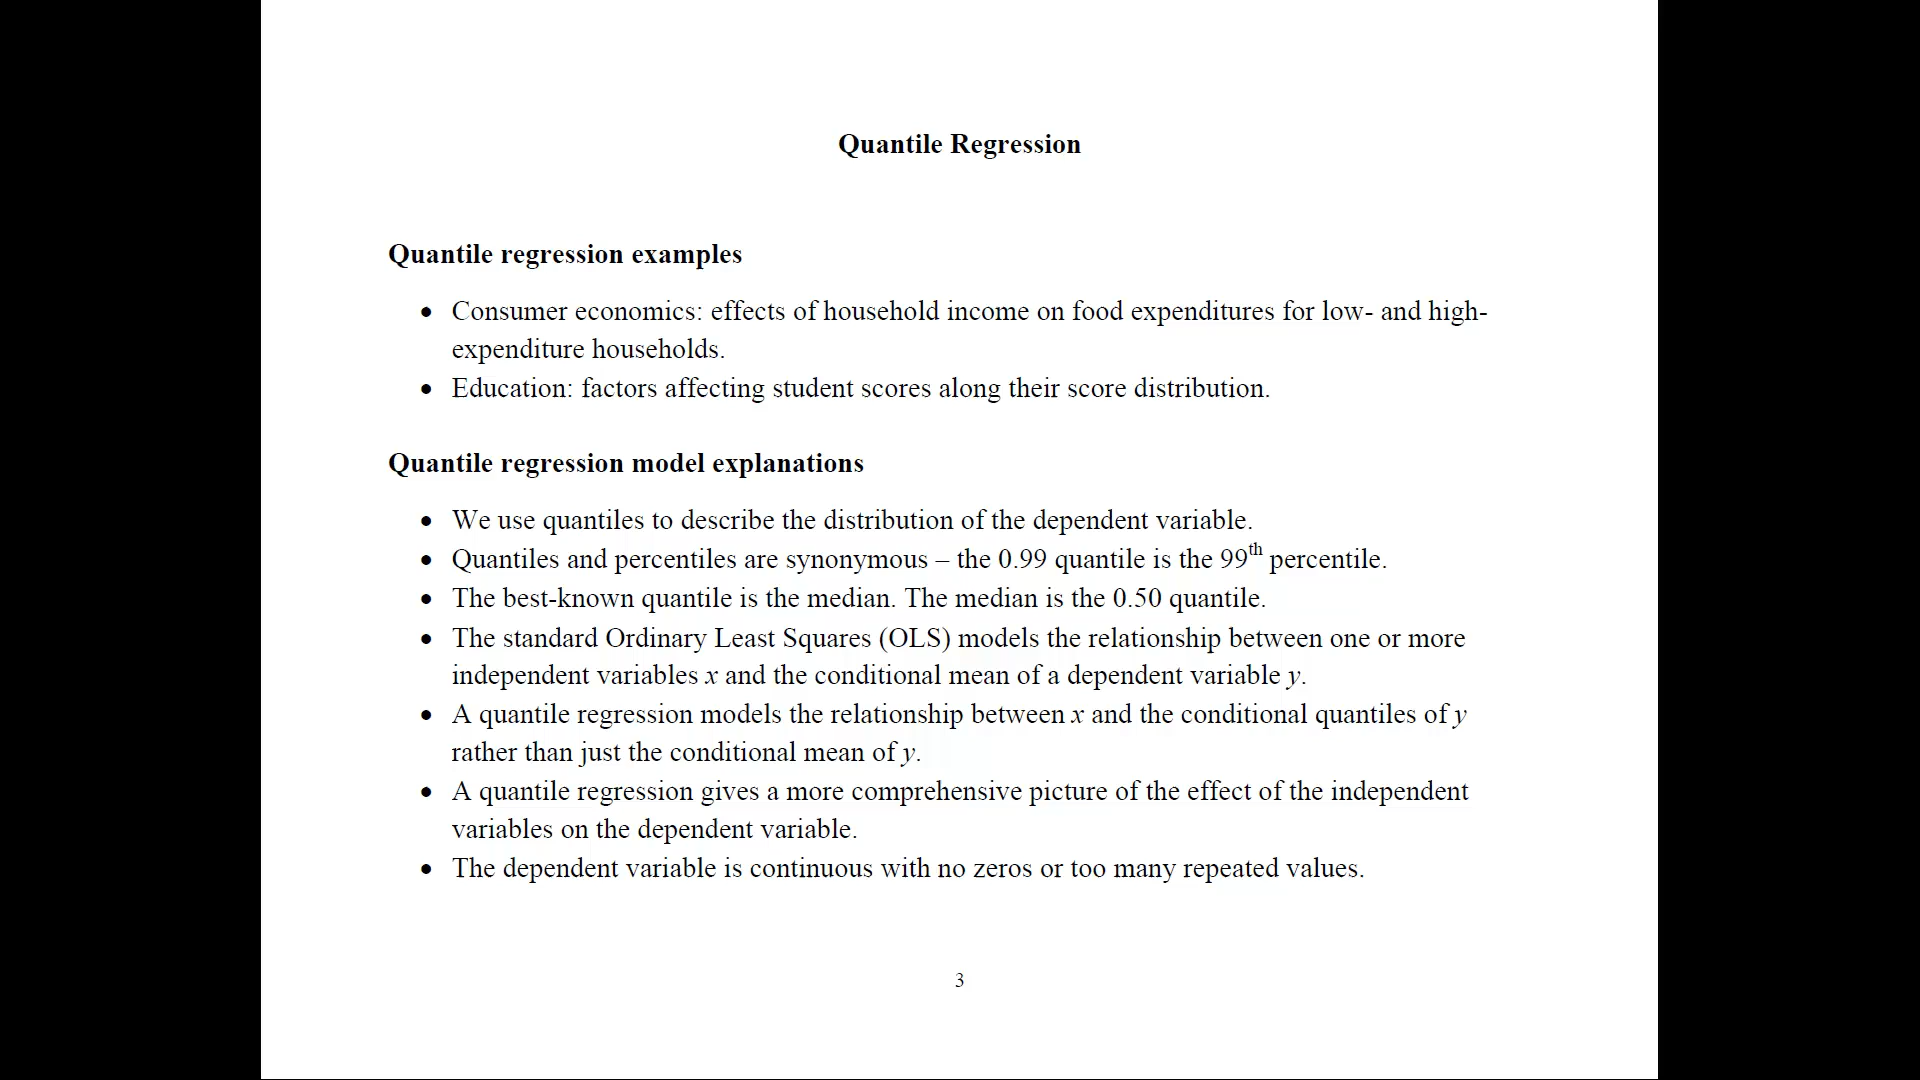 Quantile Regression
Quantile regression examples
• Consumer economics: effects of household income on food expenditures for low- and high-
expenditure households.
• Education: factors affecting student scores along their score distribution.
Quantile regression model explanations
• We use quantiles to describe the distribution of the dependent variable.
• Quantiles and percentiles are synonymous – the 0.99 quantile is the 99th percentile.
• The best-known quantile is the median. The median is the 0.50 quantile.
• The standard Ordinary Least Squares (OLS) models the relationship between one or more
independent variables x and the conditional mean of a dependent variable y.
• A quantile regression models the relationship between x and the conditional quantiles of y
rather than just the conditional mean of y.
• A quantile regression gives a more comprehensive picture of the effect of the independent
variables on the dependent variable.
• The dependent variable is continuous with no zeros or too many repeated values.
3